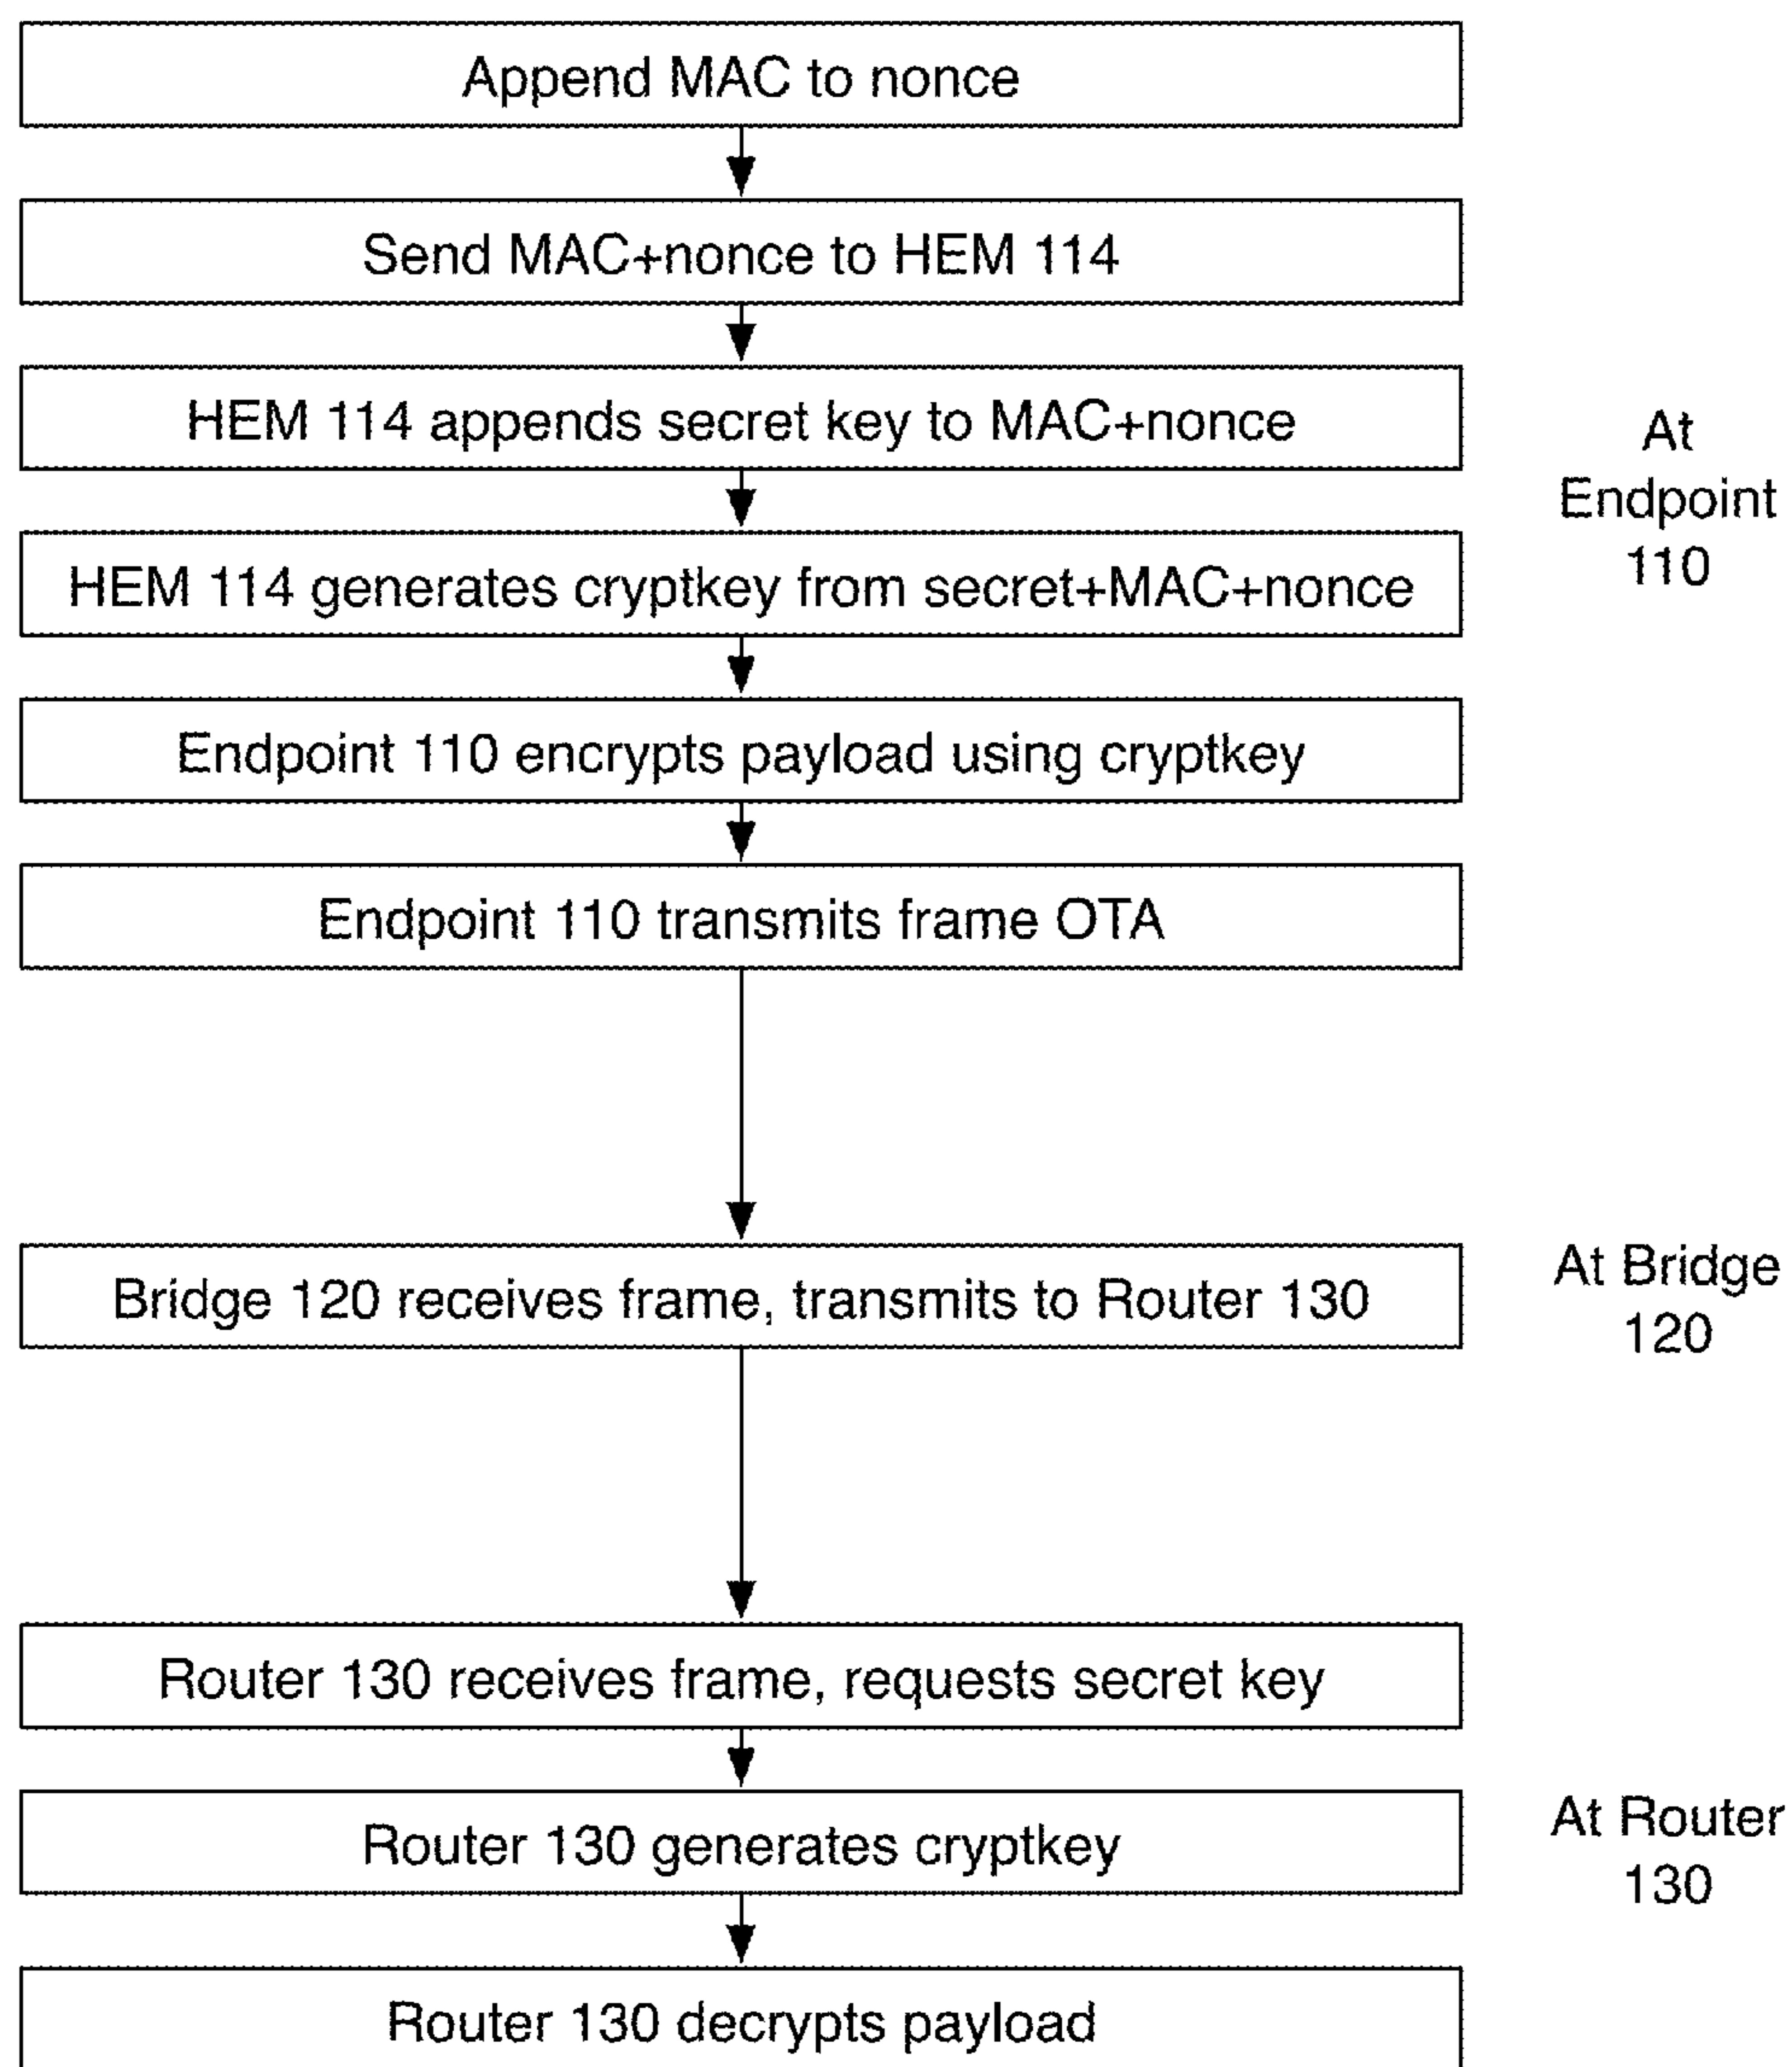 Append MAC to nonce
Send MAC+nonce to HEM 114
HEM 114 appends secret key to MAC+nonce
HEM 114 generates cryptkey from secret+MAC+nonce
Endpoint 110 encrypts payload using cryptkey
Endpoint 110 transmits frame OTA
At
Endpoint
110
Bridge 120 receives frame, transmits to Router 130
At Bridge
120
Router 130 receives frame, requests secret key
Router 130 generates cryptkey
Router 130 decrypts payload
At Router
130